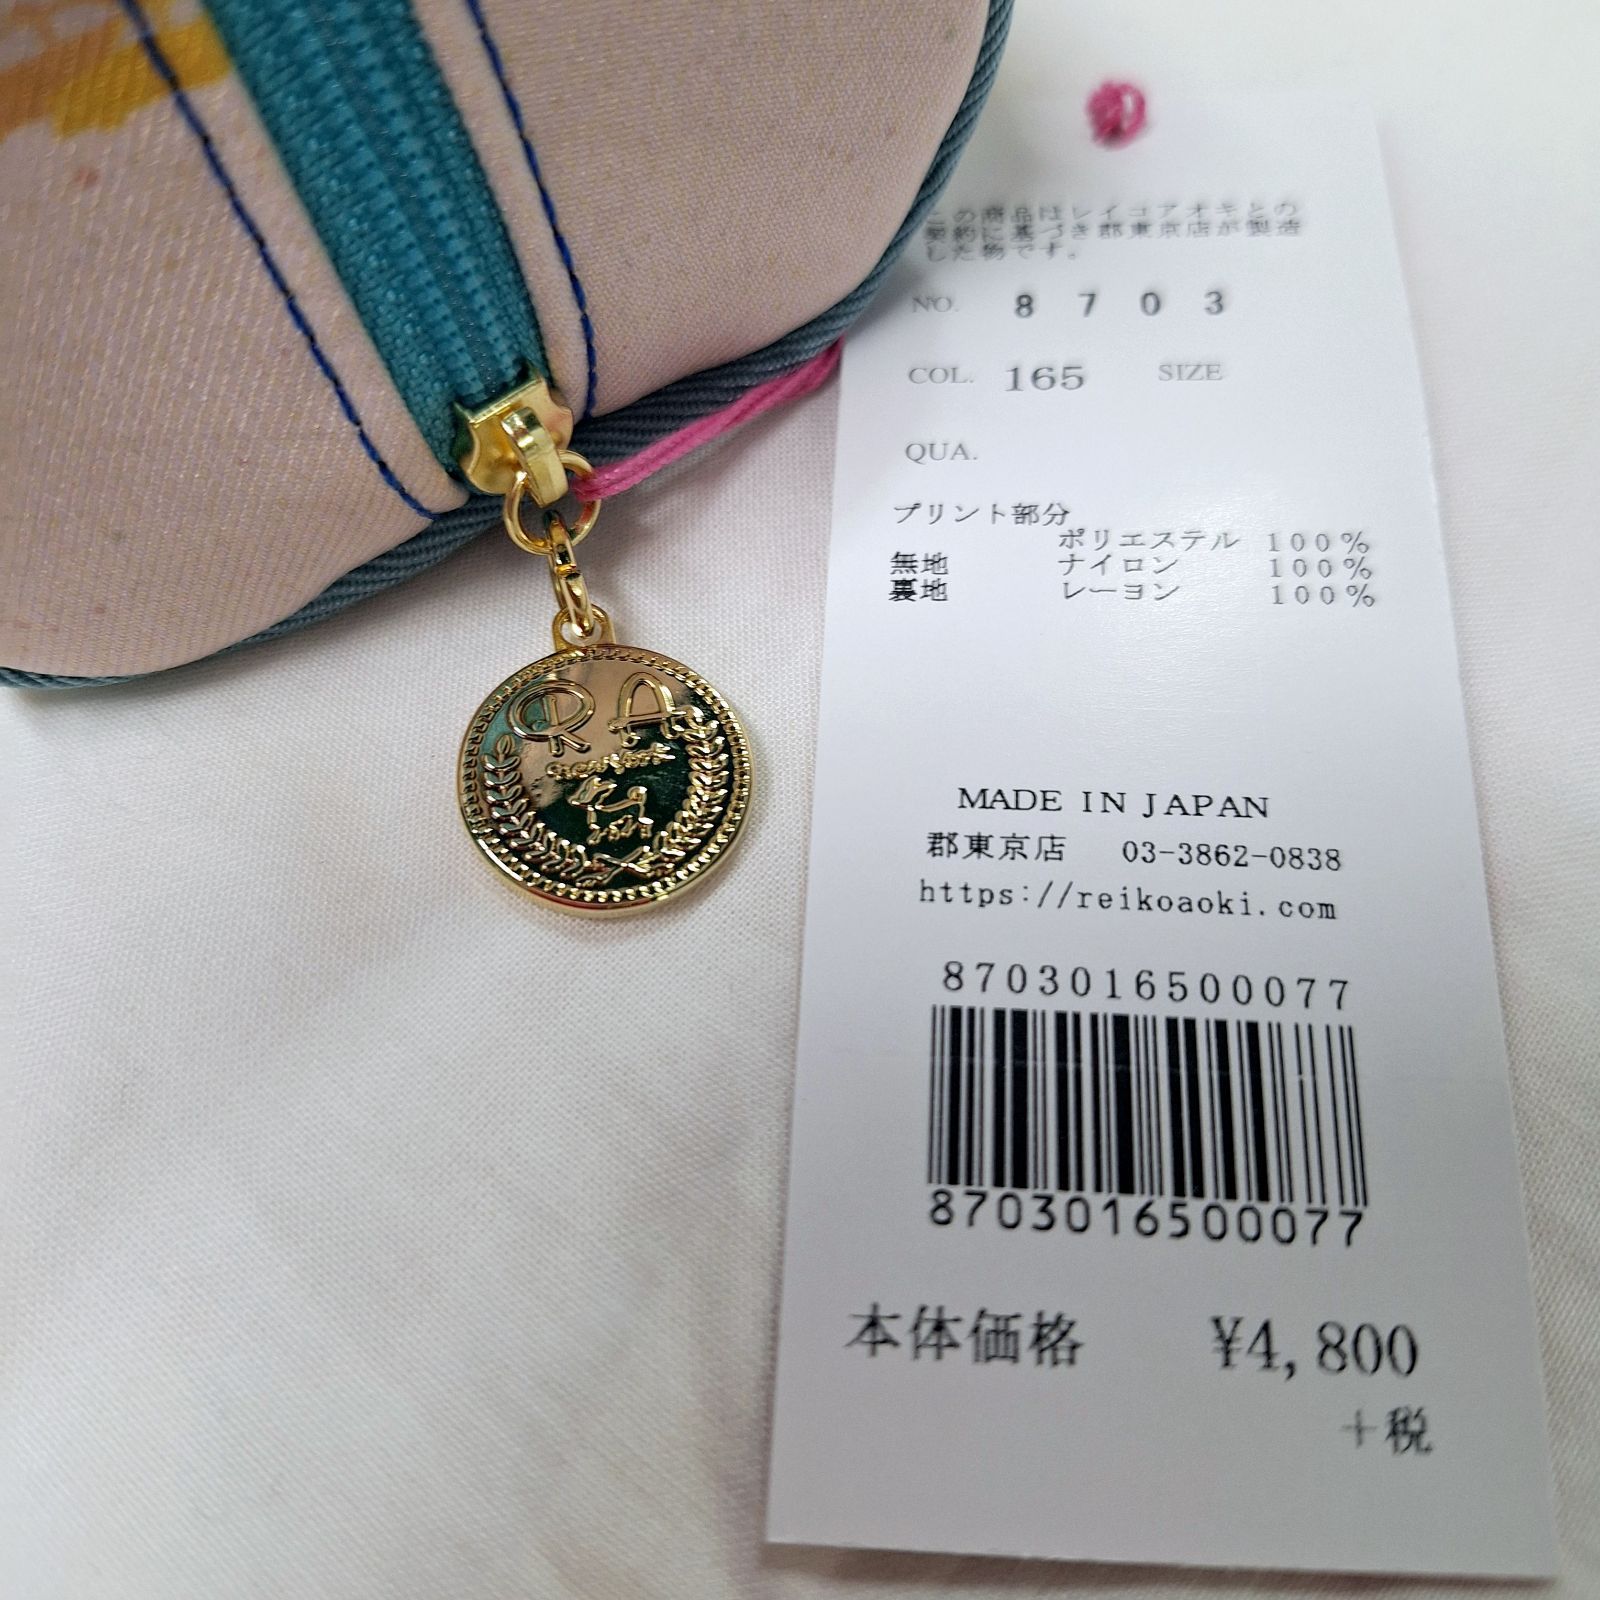 この商品はレイコアオキとの
契約に基づき郡東京店が製造
した物です。
NO. 8703
COL. 165 SIZE
QUA.
プリント部分
ポリエステル 100%
無地 ナイロン 100%
裏地 レーヨン 100%
MADE IN JAPAN
郡東京店 03-3862-0838
https://reikoaoki.com
8703016500077
8703016500077
本体価格 ¥4,800
+税
RA
newyork